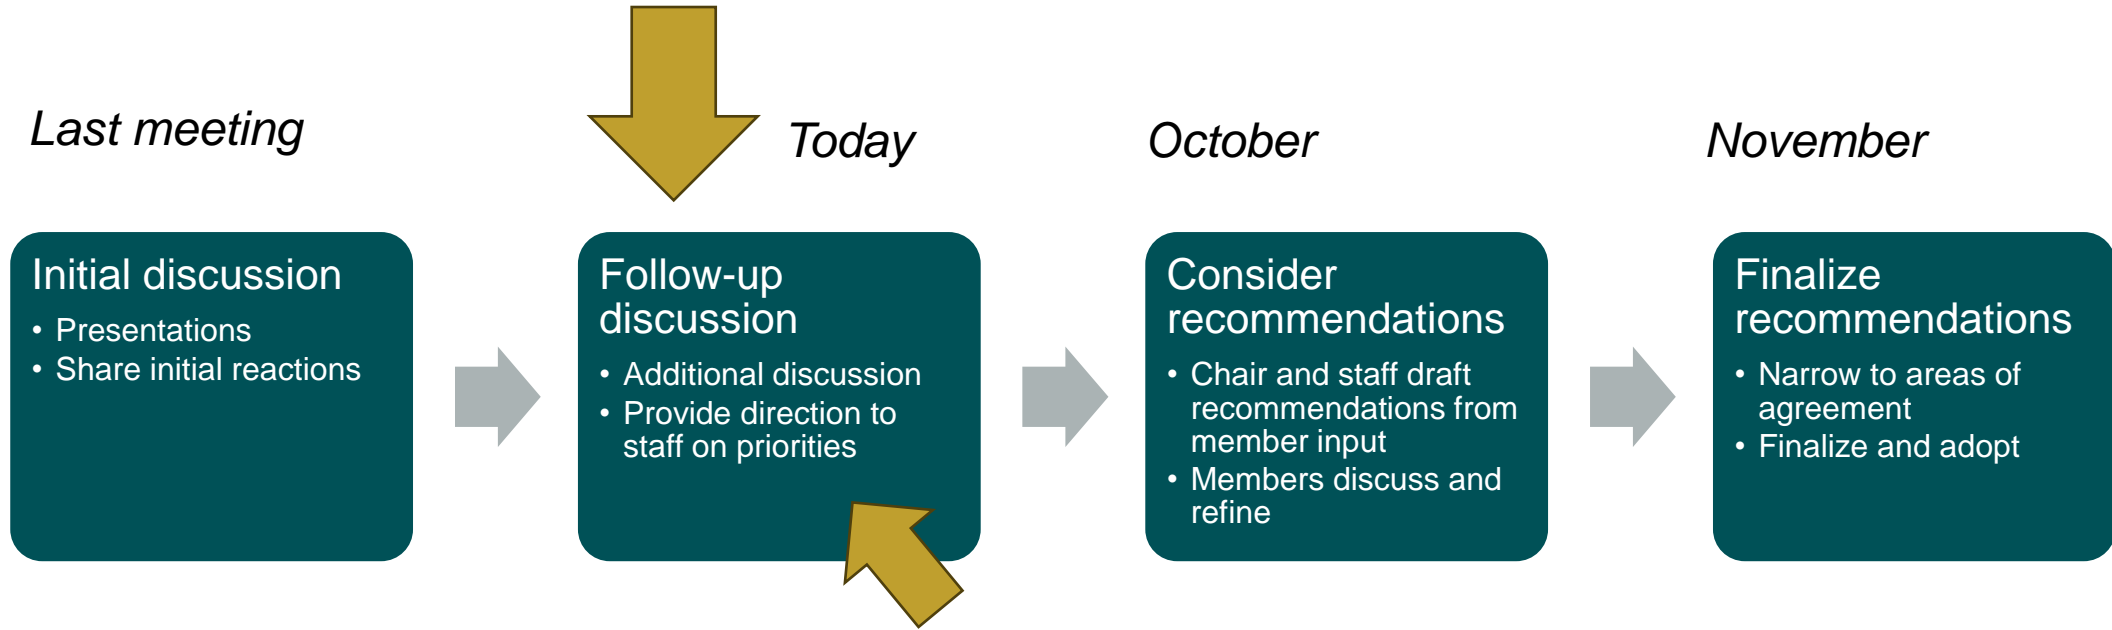 Last meeting
Today
October
November
Initial discussion
• Presentations
• Share initial reactions
Follow-up
discussion
• Additional discussion
• Provide direction to
staff on priorities
Consider
recommendations
• Chair and staff draft
recommendations from
member input
• Members discuss and
refine
Finalize
recommendations
• Narrow to areas of
agreement
• Finalize and adopt